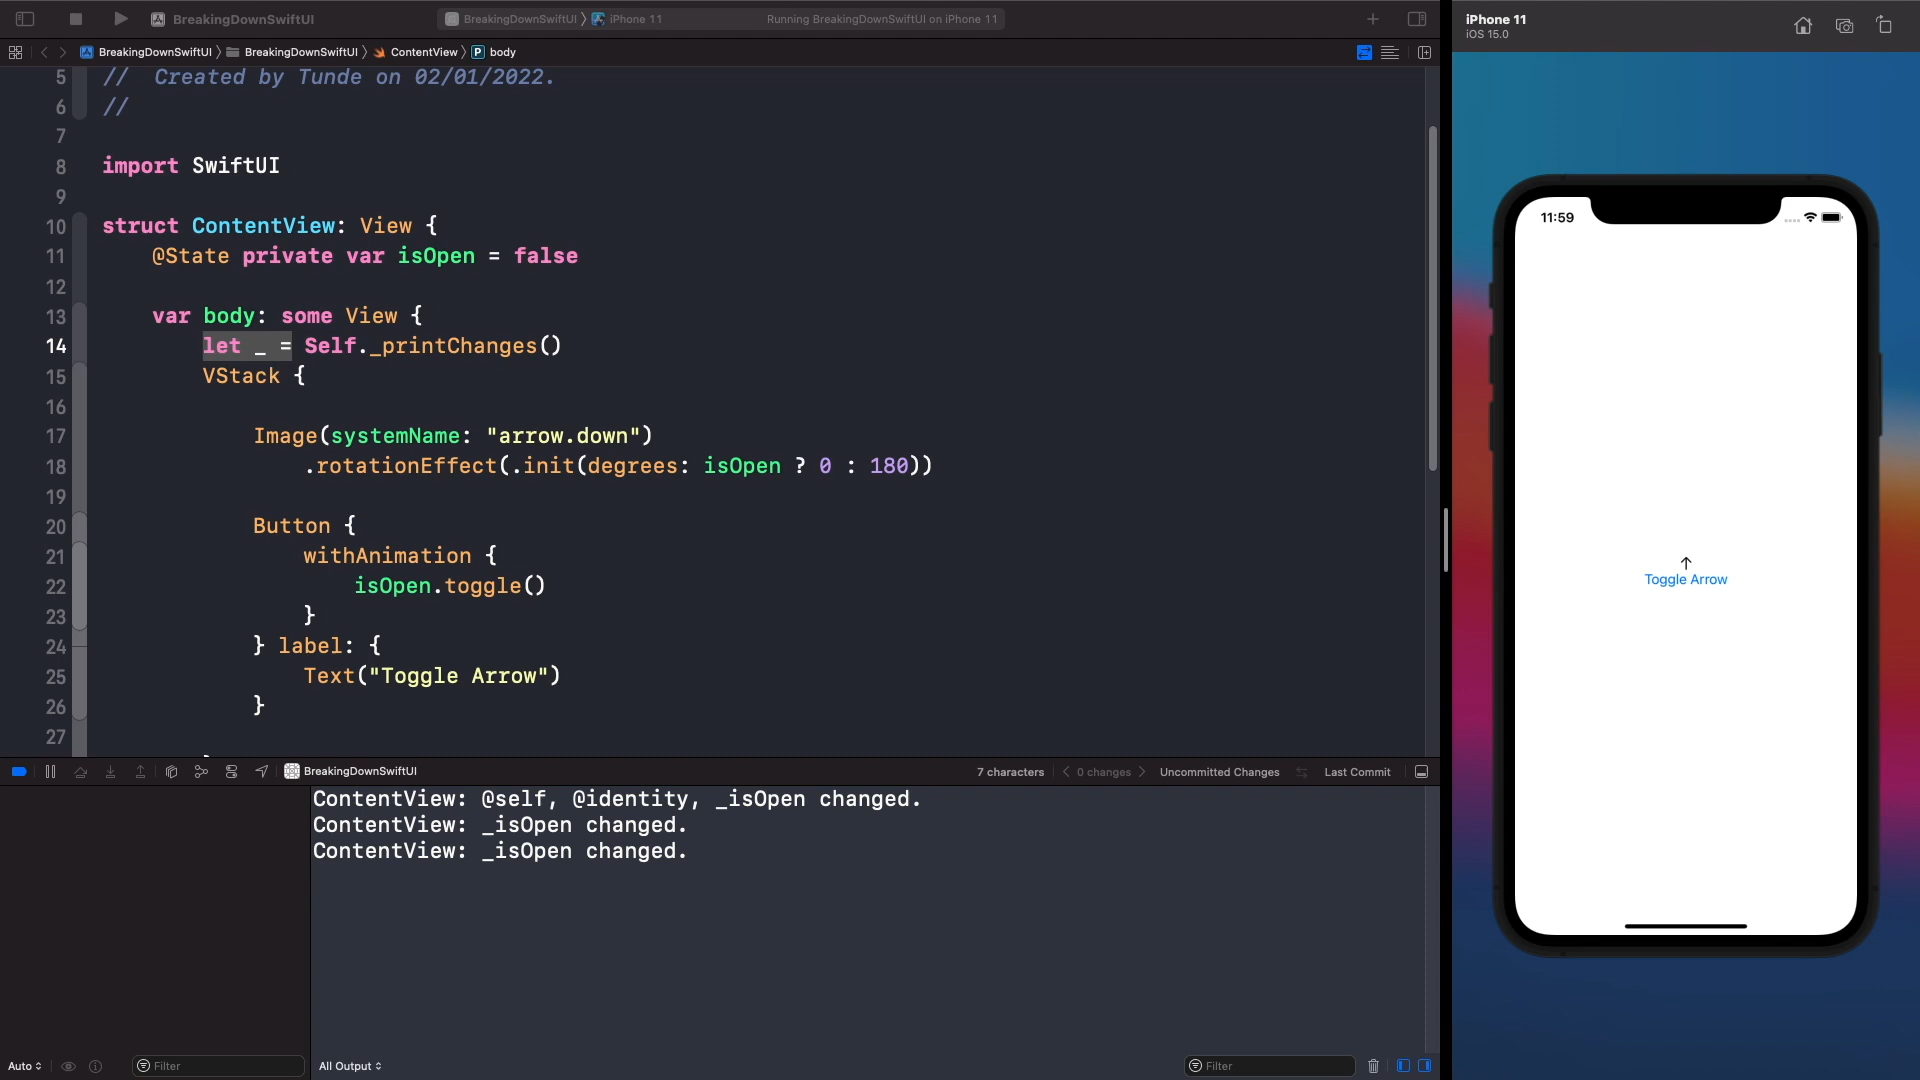 BreakingDownSwiftUI
BreakingDownSwiftUI iPhone 11 Running BreakingDownSwiftUI on iPhone 11
BreakingDownSwiftUI BreakingDownSwiftUI ContentView P body
5 // Created by Tunde on 02/01/2022.
6 //
7
8 import SwiftUI
9
10 struct ContentView: View {
11 @State private var isOpen = false
12
13 var body: some View {
14 let _ = Self._printChanges()
15 VStack {
16
17 Image(systemName: "arrow.down")
18 .rotationEffect(.init(degrees: isOpen ? 0 : 180))
19
20 Button {
21 withAnimation {
22 isOpen.toggle()
23 }
24 } label: {
25 Text("Toggle Arrow")
26 }
27
BreakingDownSwiftUI 7 characters 0 changes Uncommitted Changes Last Commit
ContentView: @self, @identity, _isOpen changed.
ContentView: _isOpen changed.
ContentView: _isOpen changed.
Auto Filter All Output Filter
iPhone 11
iOS 15.0
11:59
Toggle Arrow